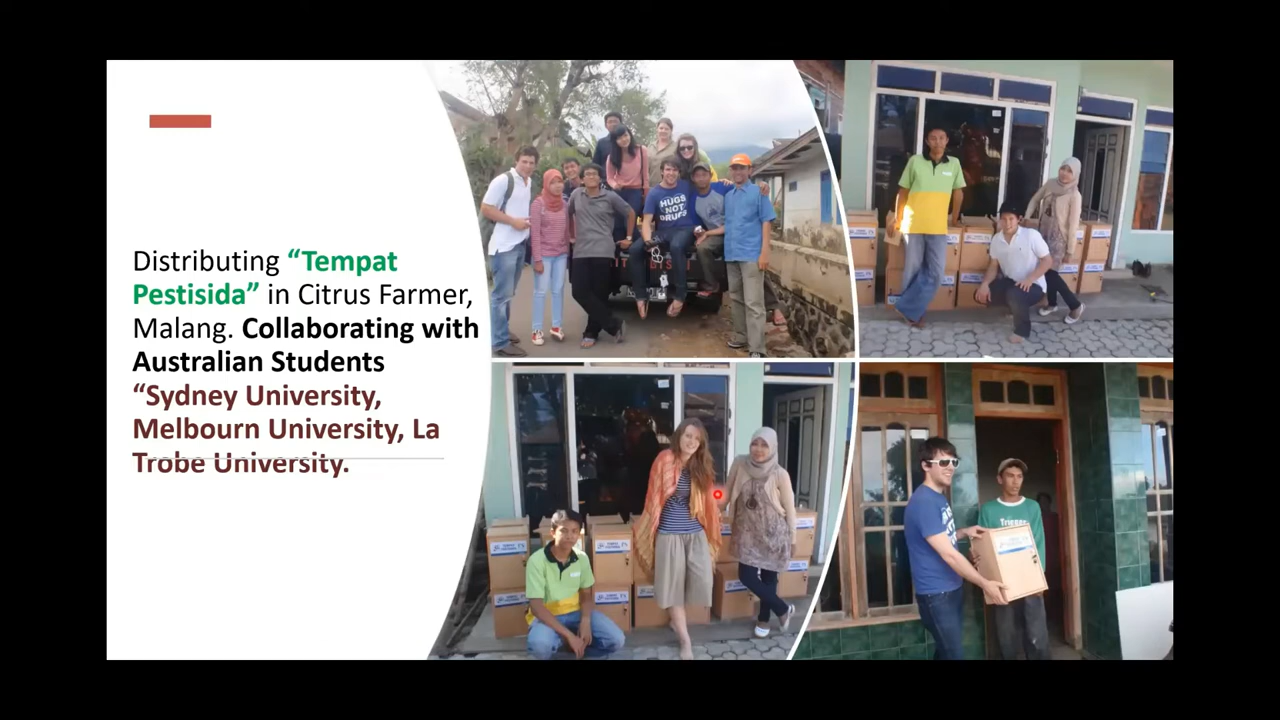 Distributing “Tempat
Pestisida” in Citrus Farmer,
Malang. Collaborating with
Australian Students
“Sydney University,
Melbourn University, La
Trobe University.
HUGS
NOT
DRUGS